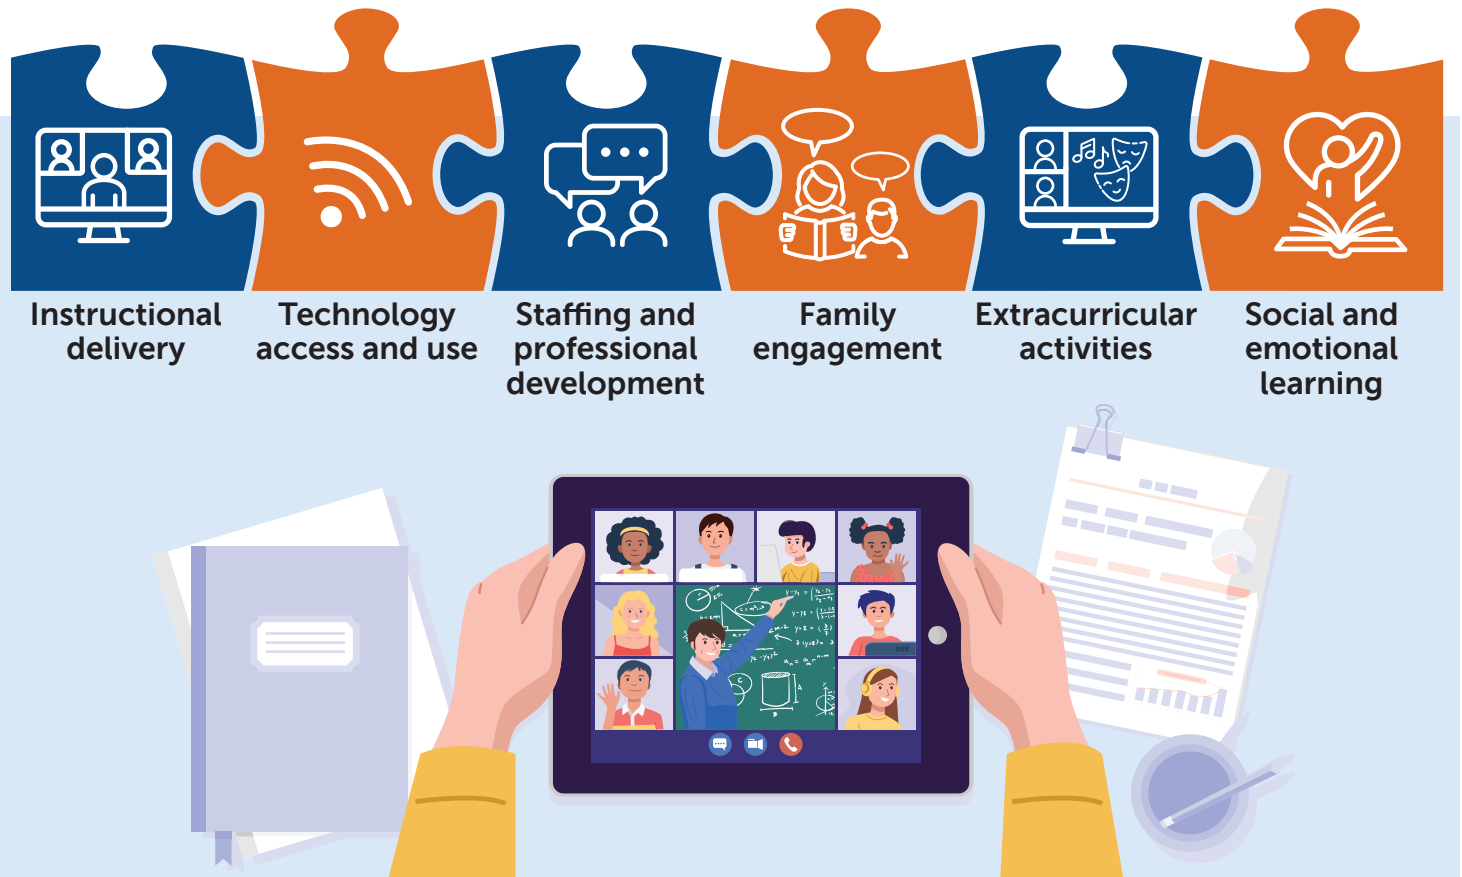 Instructional
delivery
Technology
access and use
Staffing and
professional
development
Family
engagement
Extracurricular
activities
Social and
emotional
learning